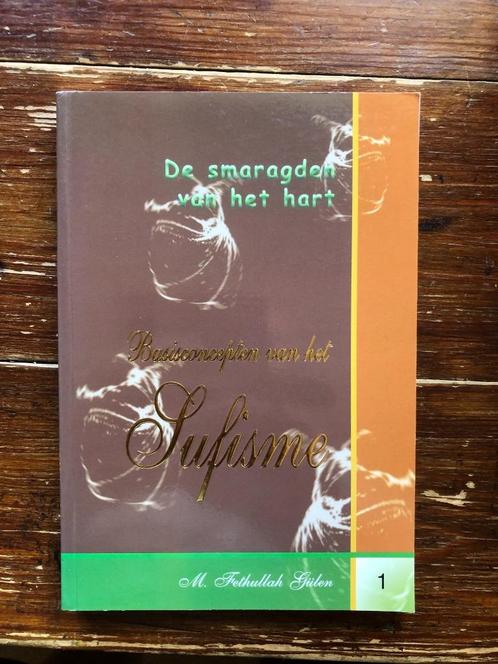 De smaragden
van het hart
Basisconcepten van het
Sufisme
M. Fethullah Gülen
1